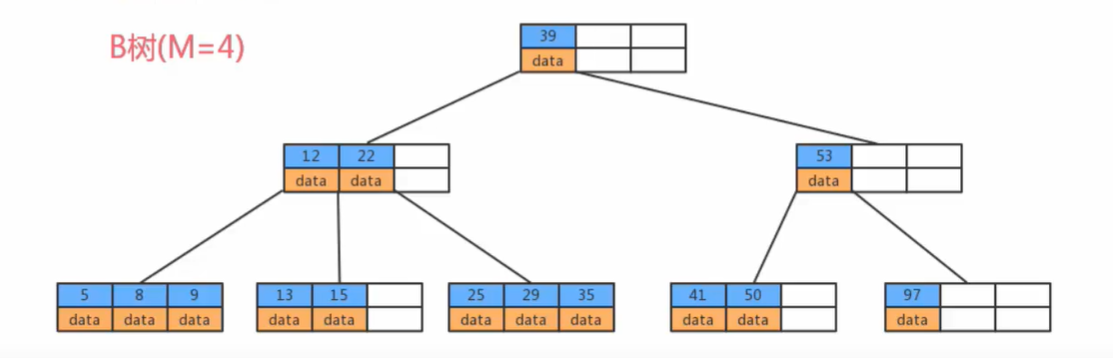 B树(M=4)
39
data
12 22
data data
53
data
5 8 9
data data data
13 15
data data
25 29 35
data data data
41 50
data data
97
data